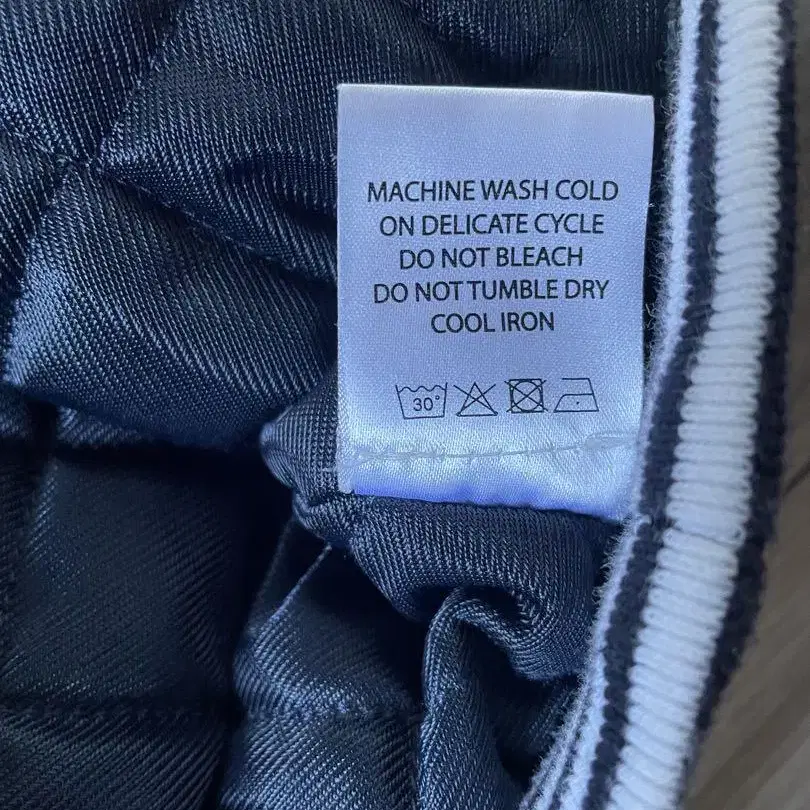 MACHINE WASH COLD
ON DELICATE CYCLE
DO NOT BLEACH
DO NOT TUMBLE DRY
COOL IRON
30°